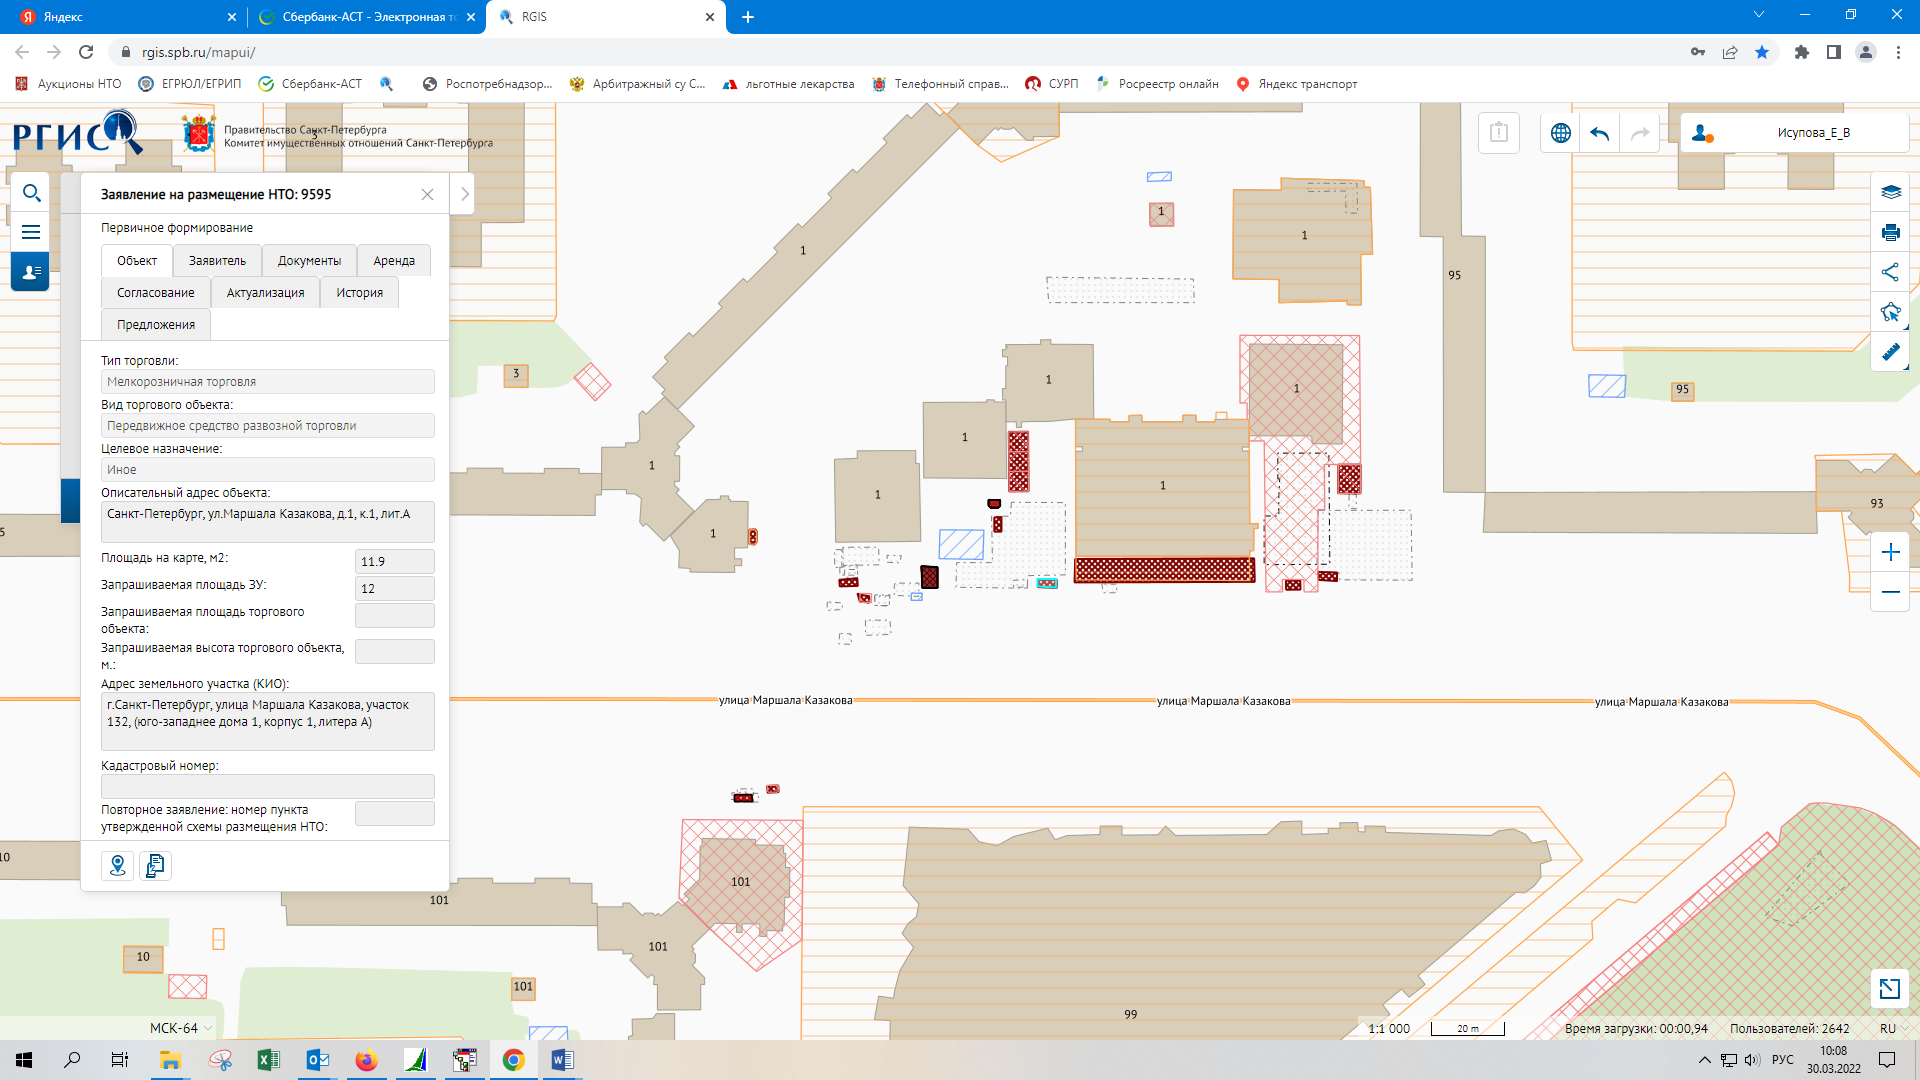 Яндекс
Сбербанк-АСТ - Электронная то
RGIS
rgis.spb.ru/mapui/
Аукционы НТО
ЕГРЮЛ/ЕГРИП
Сбербанк-АСТ
Роспотребнадзор...
Арбитражный су С...
льготные лекарства
Телефонный справ...
СУРП
Росреестр онлайн
Яндекс транспорт
РГИС
Правительство Санкт-Петербурга
Комитет имущественных отношений Санкт-Петербурга
3
Исупова_Е_В
Заявление на размещение НТО: 9595
Первичное формирование
Объект
Заявитель
Документы
Аренда
Согласование
Актуализация
История
Предложения
Тип торговли:
Мелкорозничная торговля
Вид торгового объекта:
Передвижное средство развозной торговли
Целевое назначение:
Иное
Описательный адрес объекта:
Санкт-Петербург, ул.Маршала Казакова, д.1, к.1, лит.А
Площадь на карте, м2:
11.9
Запрашиваемая площадь ЗУ:
12
Запрашиваемая площадь торгового
объекта:
Запрашиваемая высота торгового объекта,
м.:
Адрес земельного участка (КИО):
г.Санкт-Петербург, улица Маршала Казакова, участок
132, (юго-западнее дома 1, корпус 1, литера А)
Кадастровый номер:
Повторное заявление: номер пункта
утвержденной схемы размещения НТО:
1
1
1
95
3
1
1
95
1
1
1
1
1
93
1
5
улица Маршала Казакова
улица Маршала Казакова
улица Маршала Казакова
10
101
101
101
10
101
99
МСК-64
1:1 000
20 m
Время загрузки: 00:00,94
Пользователей: 2642
RU
РУС
10:08
30.03.2022